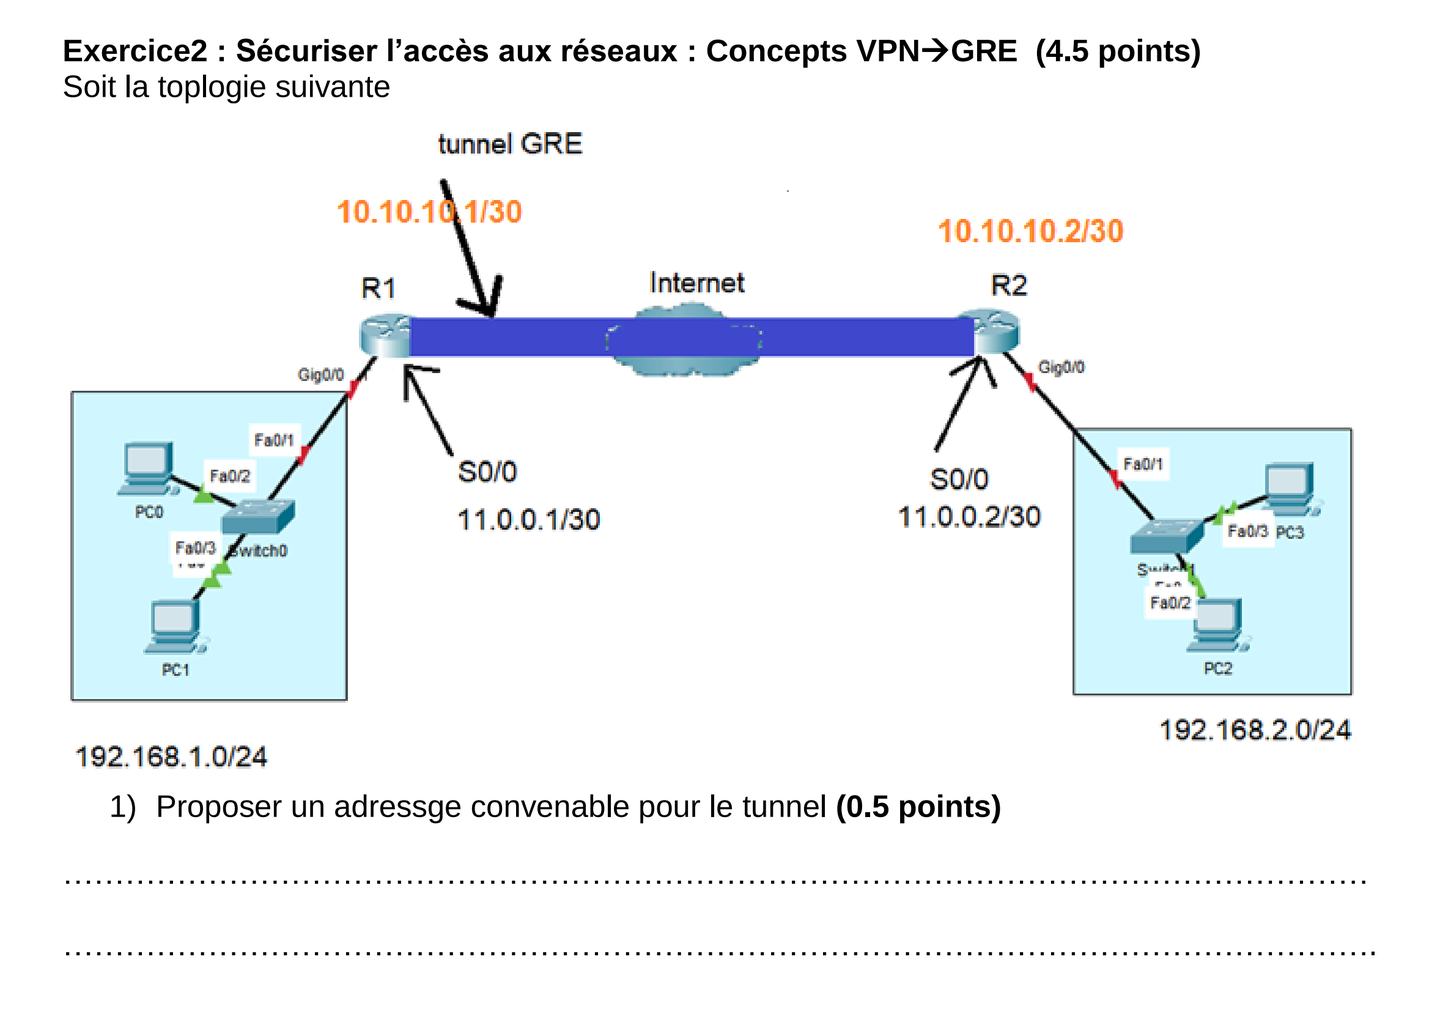 Exercice2 : Sécuriser l’accès aux réseaux : Concepts VPN→GRE (4.5 points)
Soit la toplogie suivante
tunnel GRE
10.10.10.1/30
10.10.10.2/30
R1
Internet
R2
Gig0/0
Gig0/0
Fa0/1
Fa0/2
PC0
Fa0/3
Switch0
PC1
S0/0
11.0.0.1/30
S0/0
11.0.0.2/30
Fa0/1
Fa0/3
PC3
Switch1
Fa0/2
PC2
192.168.2.0/24
192.168.1.0/24
1) Proposer un adressge convenable pour le tunnel (0.5 points)